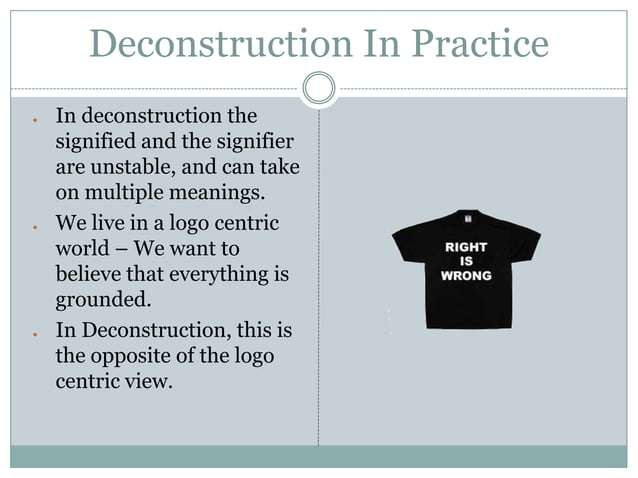 Deconstruction In Practice
In deconstruction the
signified and the signifier
are unstable, and can take
on multiple meanings.
We live in a logo centric
world – We want to
believe that everything is
grounded.
In Deconstruction, this is
the opposite of the logo
centric view.
RIGHT
IS
WRONG